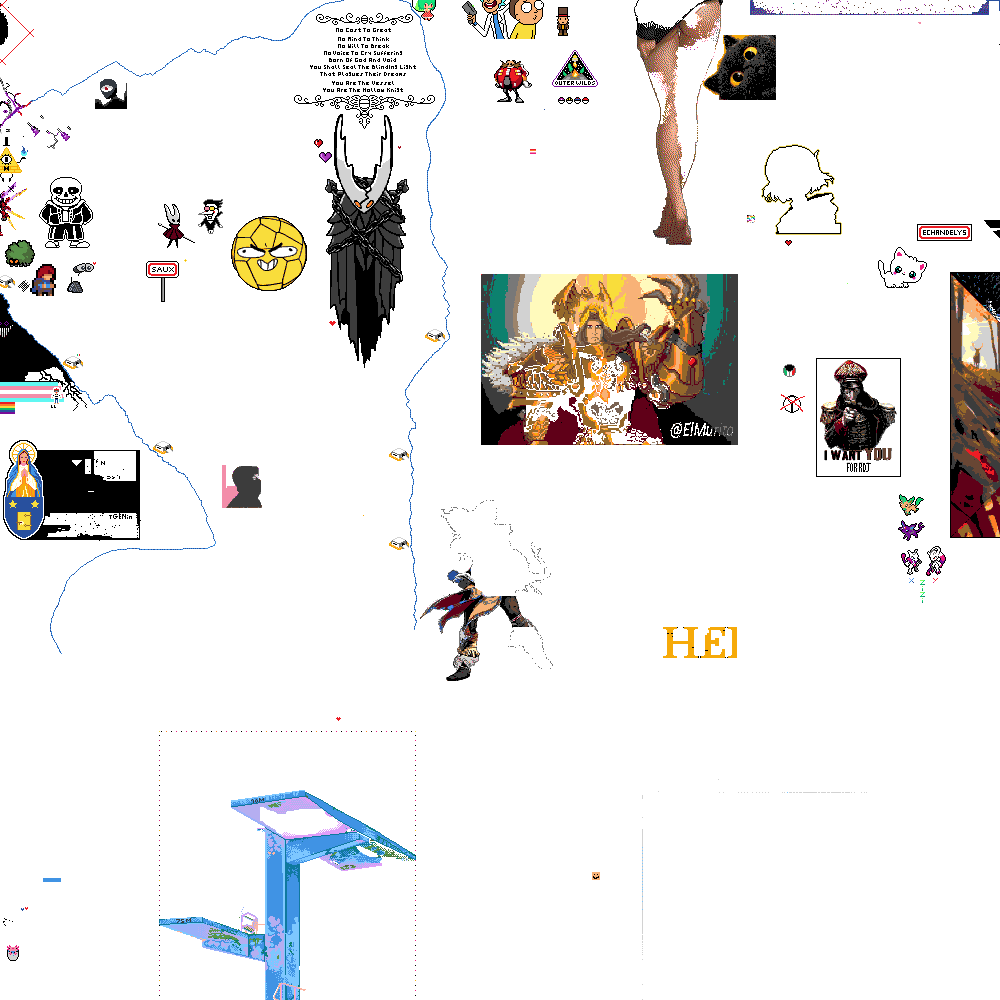 No Cost To Great
No Mind To Think
No Will To Break
No Voice To Cry Suffering
Born Of God And Void
You Shall Seal The Blinding Light
That Plagues Their Dreams
You Are The Vessel
You Are The Hollow Knight
OUTER WILDS
ECHANDELYS
SAUX
@ElMunto
I WANT YOU
FOR RDJ
HE